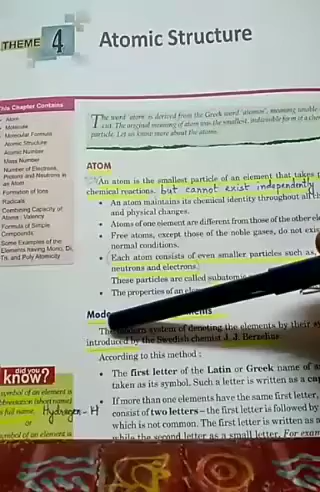 THEME 4 Atomic Structure
This Chapter Contains
Atom
Molecule
Molecular Formula
Atomic Structure
Atomic Number
Mass Number
Number of Electrons,
Protons and Neutrons in
an Atom
Formation of Ions
Radicals
Combining Capacity of
Atoms : Valency
Formula of Simple
Compounds
Some Examples of the
Elements having Mono, Di,
Tri, and Poly Atomicity
The word 'atom' is derived from the Greek word 'atomos', meaning
cut. The original meaning of atom was the smallest, indivisible form of a
particle. Let us know more about the atoms.
ATOM
An atom is the smallest particle of an element that takes
chemical reactions. but cannot exist independently
• An atom maintains its chemical identity throughout all
and physical changes.
• Atoms of one element are different from those of the other
• Free atoms, except those of the noble gases, do not
normal conditions.
• Each atom consists of even smaller particles such as,
neutrons and electrons.
These particles are called
• The properties of an
The modern system of denoting the elements by their
introduced by the Swedish chemist J. J. Berzelius.
According to this method :
• The first letter of the Latin or Greek name of
taken as its symbol. Such a letter is written as a
• If more than one elements have the same first letter,
consist of two letters – the first letter is followed by
which is not common. The first letter is written as
while the second letter as a small letter. For
did you
know?
symbol of an element is
(short name)
full name. Hydrogen - H
or
symbol of an element is